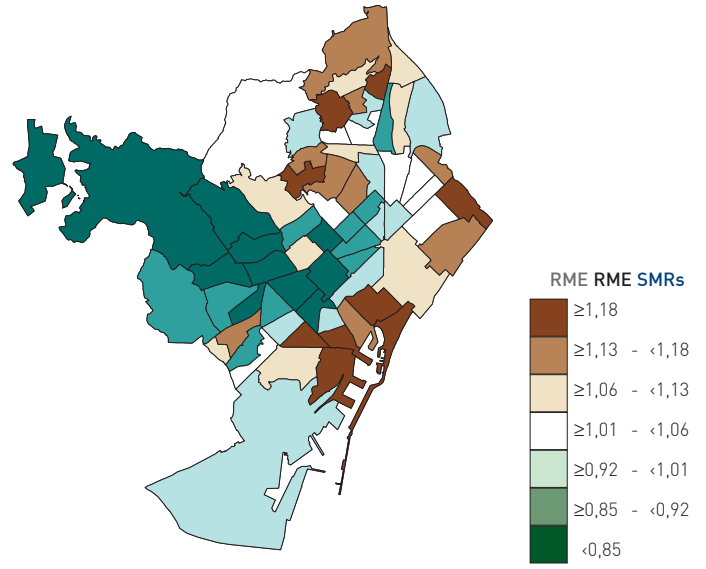 RME RME SMRs
≥1,18
≥1,13 - <1,18
≥1,06 - <1,13
≥1,01 - <1,06
≥0,92 - <1,01
≥0,85 - <0,92
<0,85